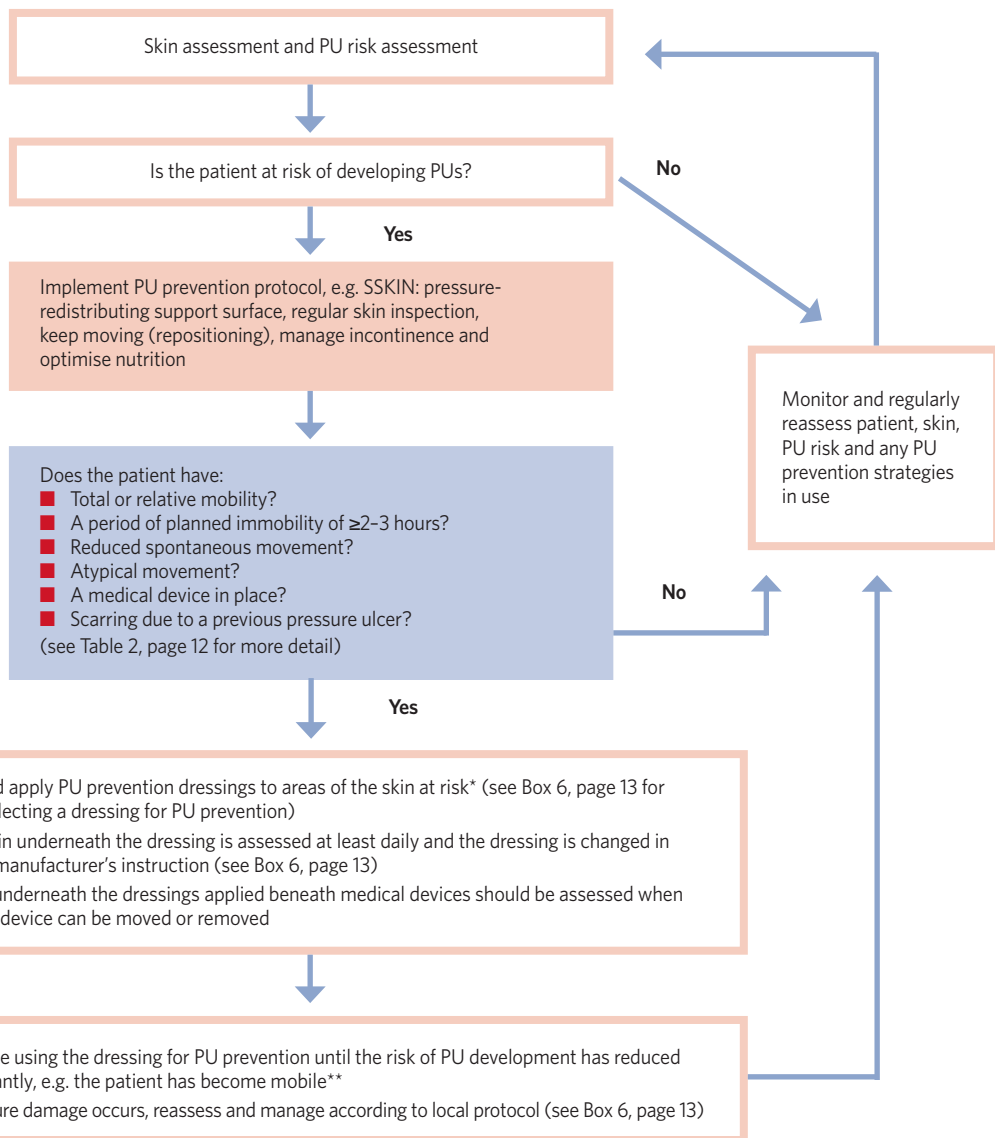 Skin assessment and PU risk assessment
Is the patient at risk of developing PUs?
No
Yes
Implement PU prevention protocol, e.g. SSKIN: pressure-
redistributing support surface, regular skin inspection,
keep moving (repositioning), manage incontinence and
optimise nutrition
Monitor and regularly
reassess patient, skin,
PU risk and any PU
prevention strategies
in use
Does the patient have:
Total or relative mobility?
A period of planned immobility of ≥2–3 hours?
Reduced spontaneous movement?
Atypical movement?
A medical device in place?
Scarring due to a previous pressure ulcer?
(see Table 2, page 12 for more detail)
No
Yes
apply PU prevention dressings to areas of the skin at risk* (see Box 6, page 13 for
a dressing for PU prevention)
underneath the dressing is assessed at least daily and the dressing is changed in
manufacturer's instruction (see Box 6, page 13)
underneath the dressings applied beneath medical devices should be assessed when
device can be moved or removed
using the dressing for PU prevention until the risk of PU development has reduced
e.g. the patient has become mobile**
damage occurs, reassess and manage according to local protocol (see Box 6, page 13)